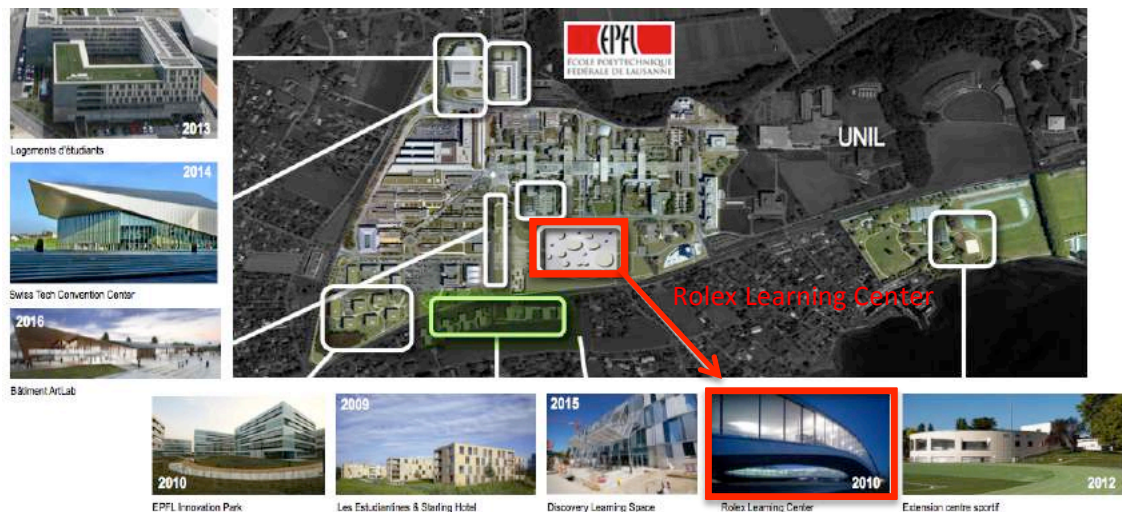 EPFL
ÉCOLE POLYTECHNIQUE
FÉDÉRALE DE LAUSANNE
UNIL
2013
Logements d'étudiants
2014
Swiss Tech Convention Center
2016
Bâtiment ArtLab
Rolex Learning Center
2010
EPFL Innovation Park
2009
Les Estudiantines & Starling Hotel
2015
Discovery Learning Space
2010
Rolex Learning Center
2012
Extension centre sportif